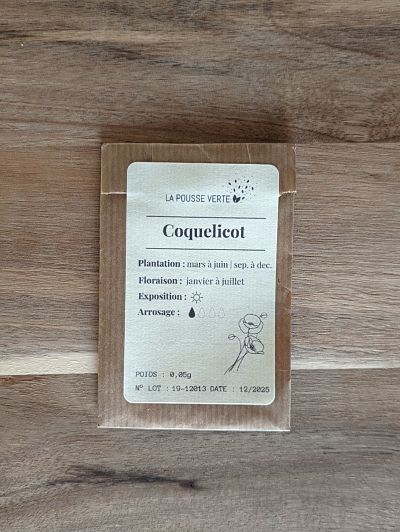 LA POUSSE VERTE
Coquelicot
Plantation : mars à juin | sep. à dec.
Floraison : janvier à juillet
Exposition :
Arrosage :
POIDS : 0,05g
N° LOT : 19-12013 DATE : 12/2025